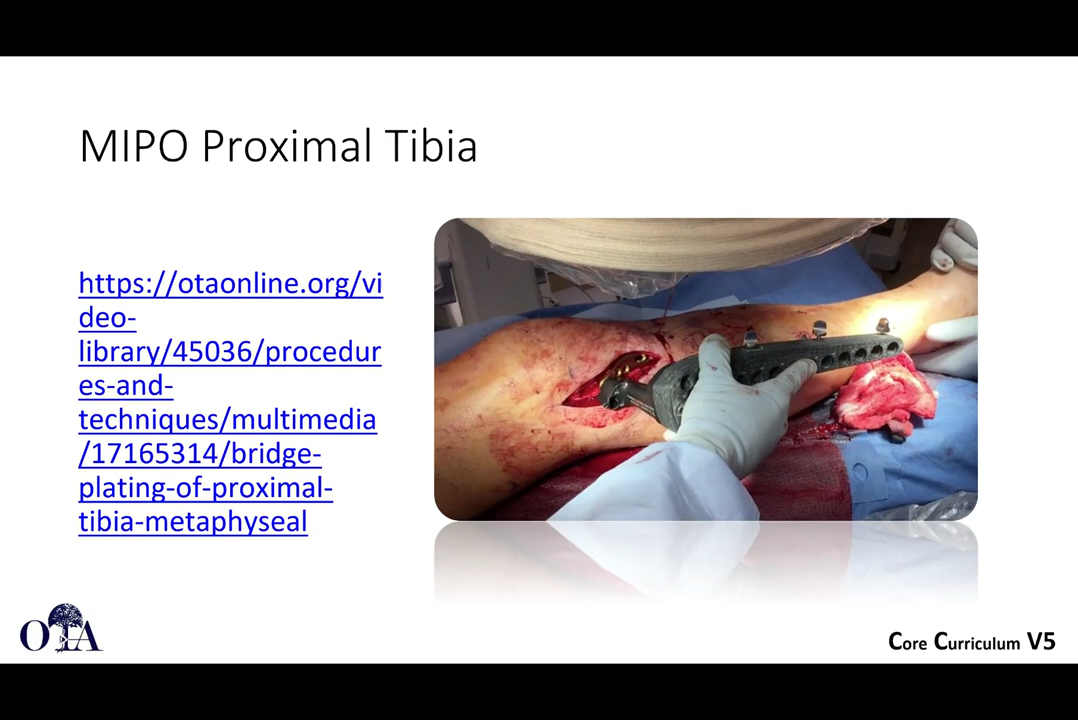 MIPO Proximal Tibia
https://otaonline.org/vi
deo-
library/45036/procedur
es-and-
techniques/multimedia
/17165314/bridge-
plating-of-proximal-
tibia-metaphyseal
OTA
Core Curriculum V5